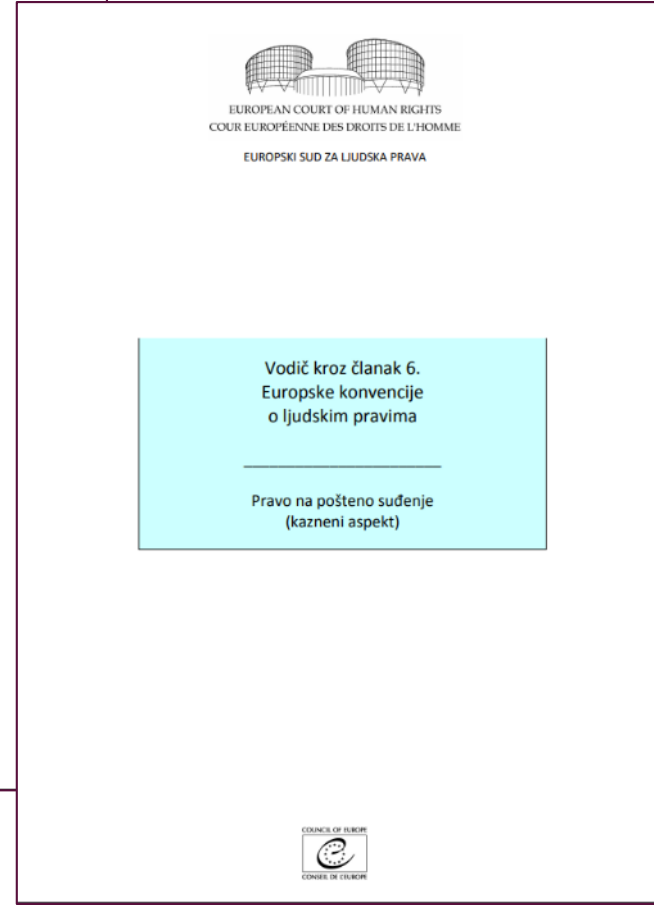 EUROPEAN COURT OF HUMAN RIGHTS
COUR EUROPÉENNE DES DROITS DE L'HOMME
EUROPSKI SUD ZA LJUDSKA PRAVA
Vodič kroz članak 6.
Europske konvencije
o ljudskim pravima
Pravo na pošteno suđenje
(kazneni aspekt)
COUNCIL OF EUROPE
CONSEIL DE L'EUROPE